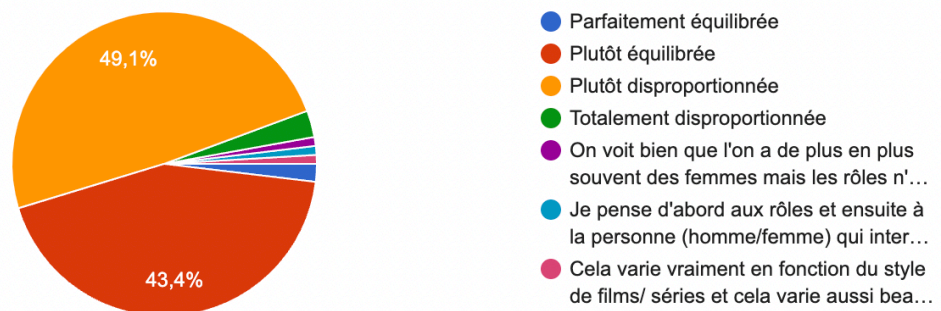 49,1%
43,4%
Parfaitement équilibrée
Plutôt équilibrée
Plutôt disproportionnée
Totalement disproportionnée
On voit bien que l'on a de plus en plus
souvent des femmes mais les rôles n'…
Je pense d'abord aux rôles et ensuite à
la personne (homme/femme) qui inter…
Cela varie vraiment en fonction du style
de films/ séries et cela varie aussi bea…